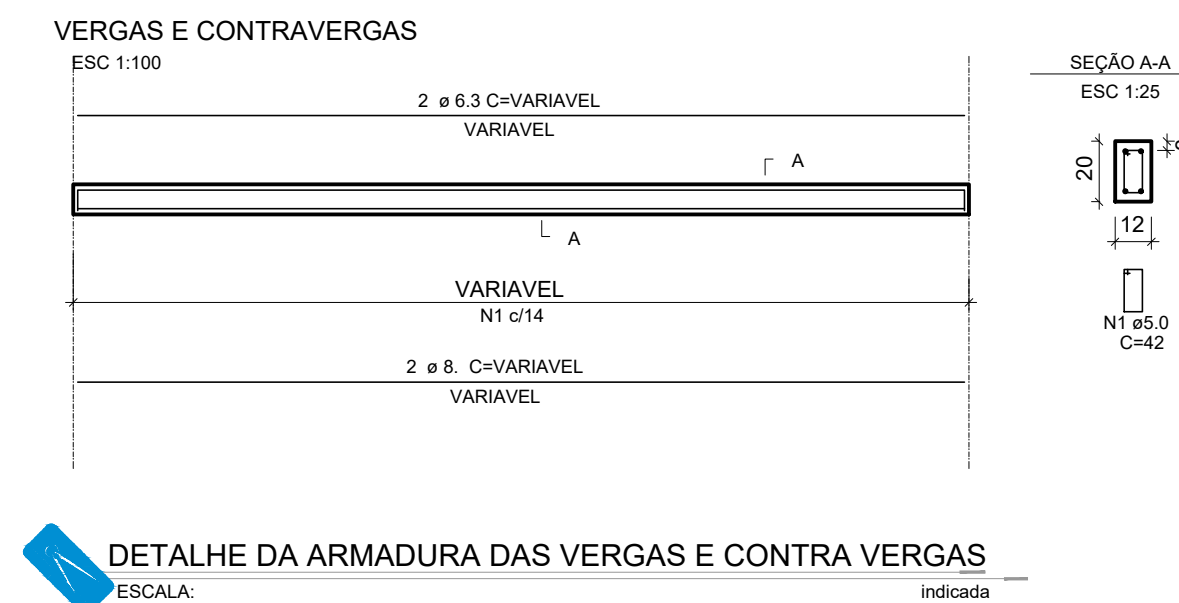 VERGAS E CONTRAVERGAS
ESC 1:100
2 ø 6.3 C=VARIAVEL
VARIAVEL
A
A
VARIAVEL
N1 c/14
2 ø 8. C=VARIAVEL
VARIAVEL
SEÇÃO A-A
ESC 1:25
20
12
N1 ø5.0
C=42
DETALHE DA ARMADURA DAS VERGAS E CONTRA VERGAS
ESCALA: indicada